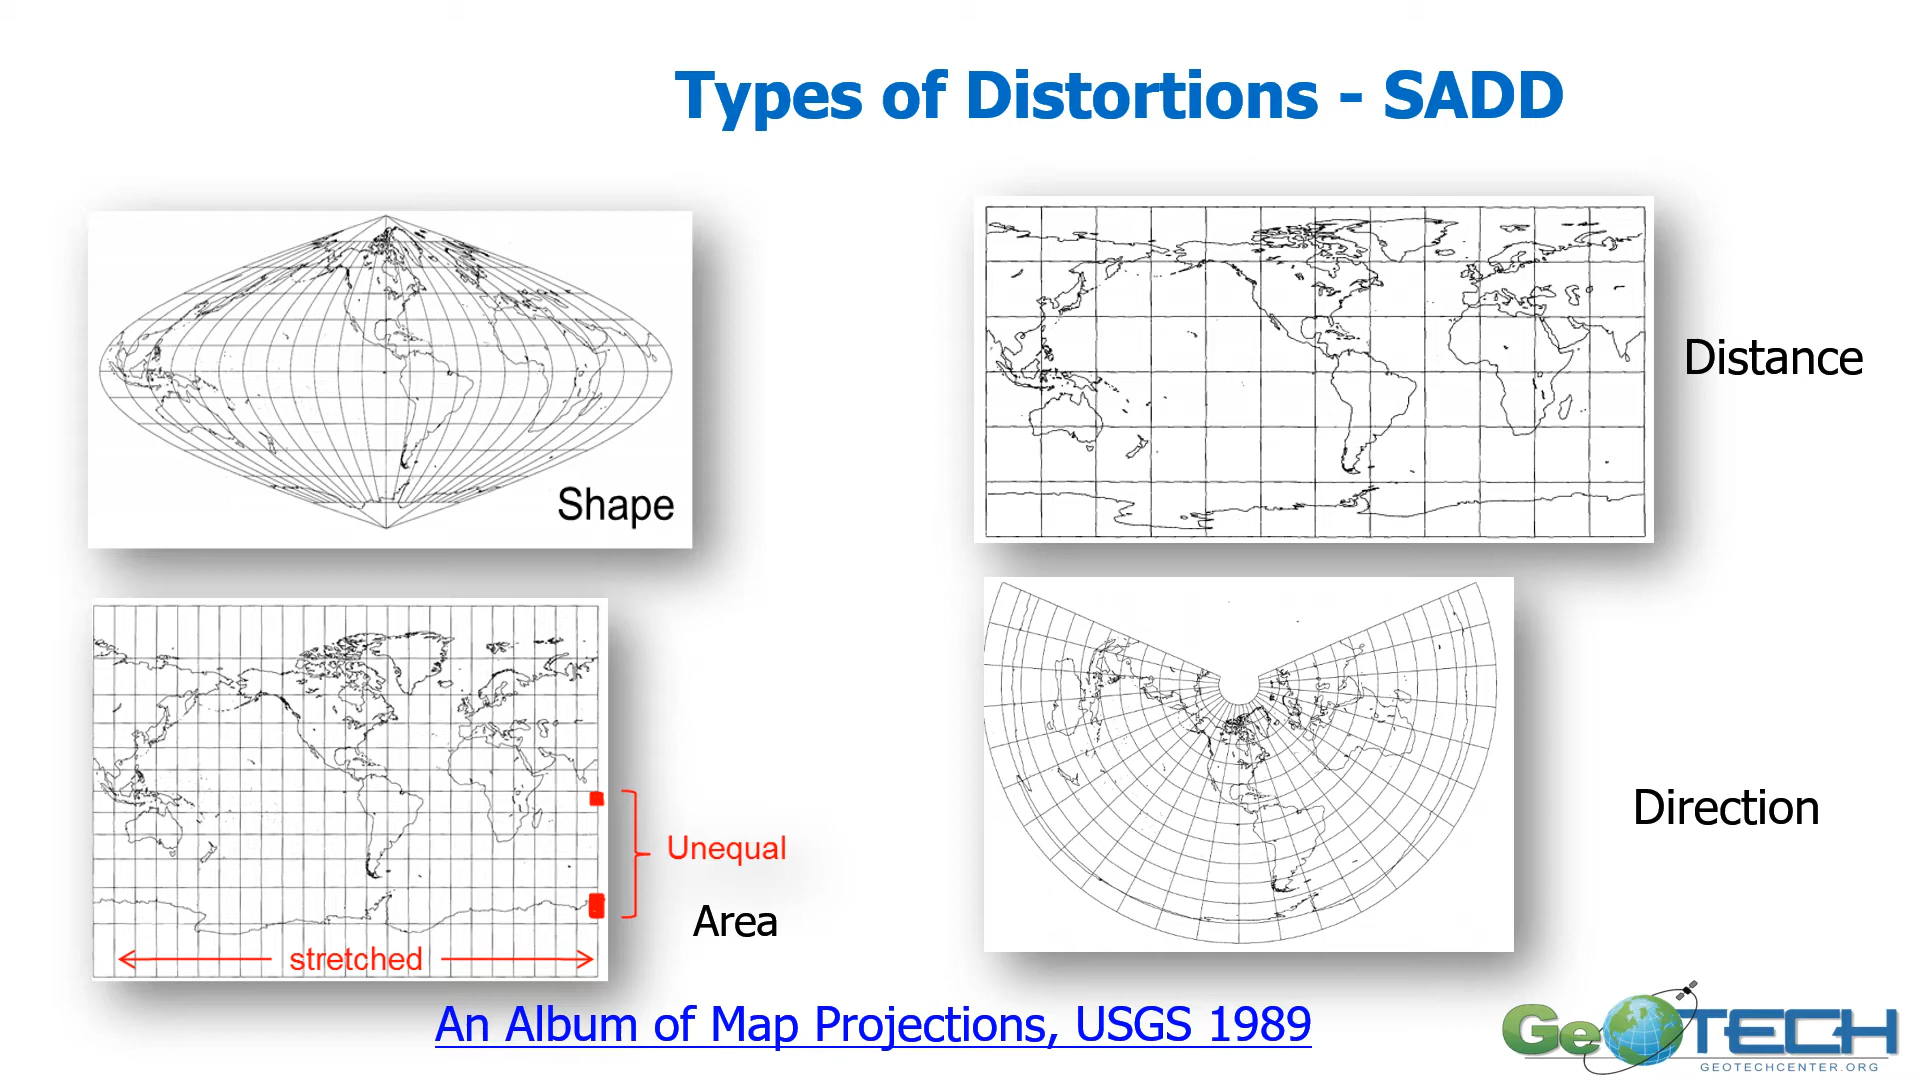 Types of Distortions - SADD
Shape
Distance
Unequal
Area
stretched
Direction
An Album of Map Projections, USGS 1989
GeoTECH
GEOTECHCENTER.ORG